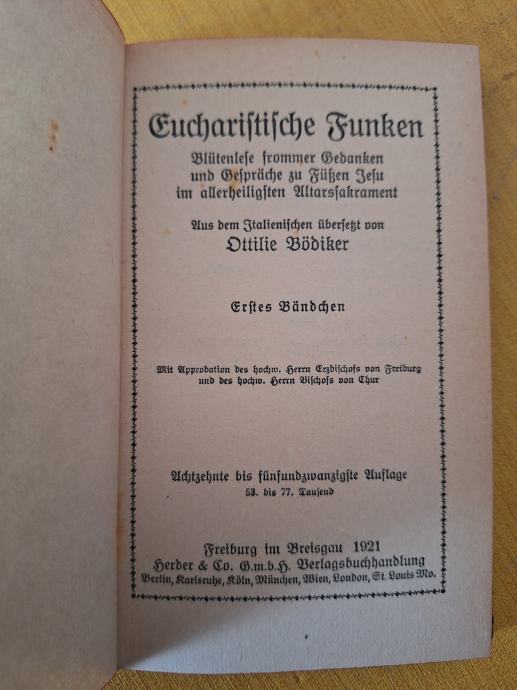 Eucharistische Funken
Blütenlese frommer Gedanken
und Gespräche zu Füßen Jesu
im allerheiligsten Altarssakrament
Aus dem Italienischen übersetzt von
Ottilie Bödiker
Erstes Bändchen
Mit Approbation des hochw. Herrn Erzbischofs von Freiburg
und des hochw. Herrn Bischofs von Chur
Achtzehnte bis fünfundzwanzigste Auflage
53. bis 77. Tausend
Freiburg im Breisgau 1921
Herder & Co. G.m.b.H. Verlagsbuchhandlung
Berlin, Karlsruhe, Köln, München, Wien, London, St. Louis Mo.